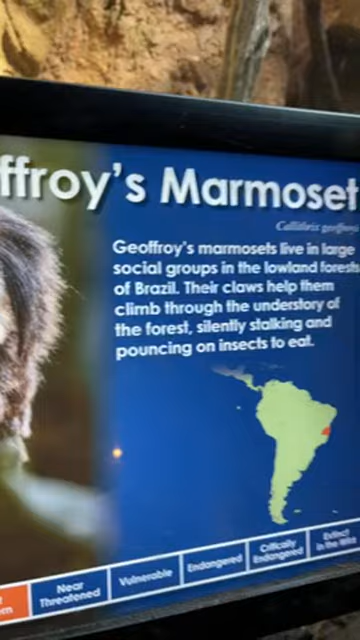 ffroy's Marmoset
Callithrix geoffroyi
Geoffroy's marmosets live in large
social groups in the lowland forests
of Brazil. Their claws help them
climb through the understory of
the forest, silently stalking and
pouncing on insects to eat.
Near
Threatened
Vulnerable
Endangered
Critically
Endangered
Extinct
in the Wild